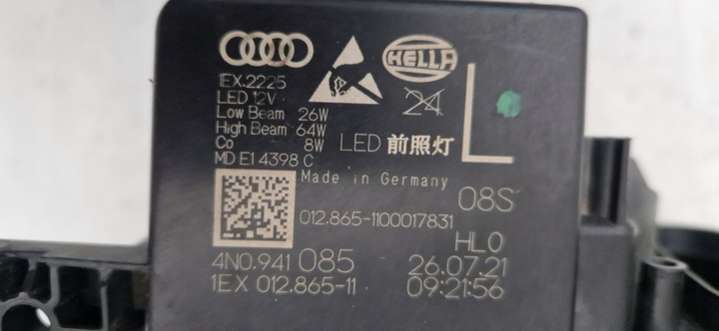 HELLA
1EX.2225
LED 12V
Low Beam 26W
High Beam 64W
Co 8W
MD E1 4398 C
24
LED 前照灯
L
Made in Germany
08S
012.865-1100017831
HL0
4N0.941 085 26.07.21
1EX 012.865-11 09:21:56